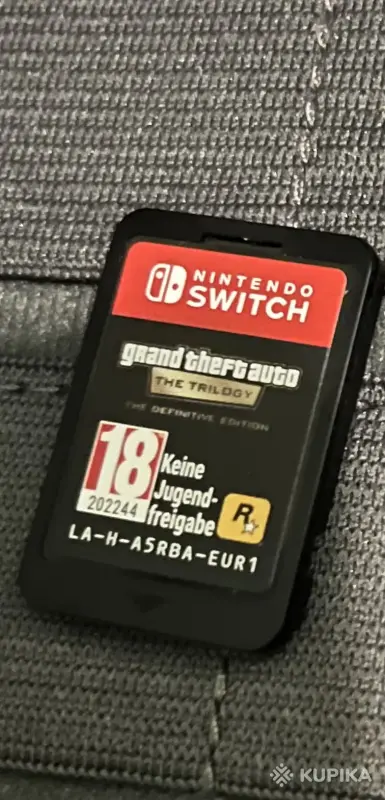 NINTENDO
SWITCH
grand theft auto
THE TRILOGY
THE DEFINITIVE EDITION
18
202244
Keine
Jugend-
freigabe
R
LA-H-A5RBA-EUR1
KUPIKA